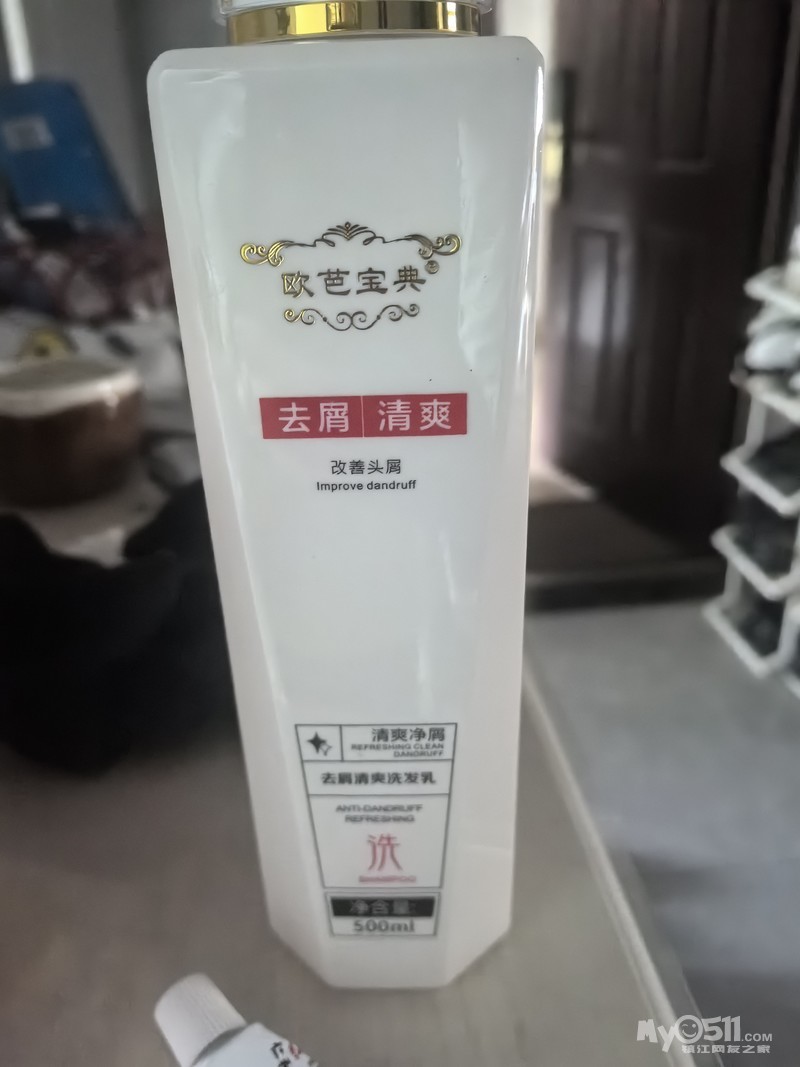 欧芭宝典®
去屑 清爽
改善头屑
Improve dandruff
清爽净屑
REFRESHING CLEAN
DANDRUFF
去屑清爽洗发乳
ANTI-DANDRUFF
REFRESHING
洗
SHAMPOO
净含量:
500ml
MyO511.COM
镇江网友之家